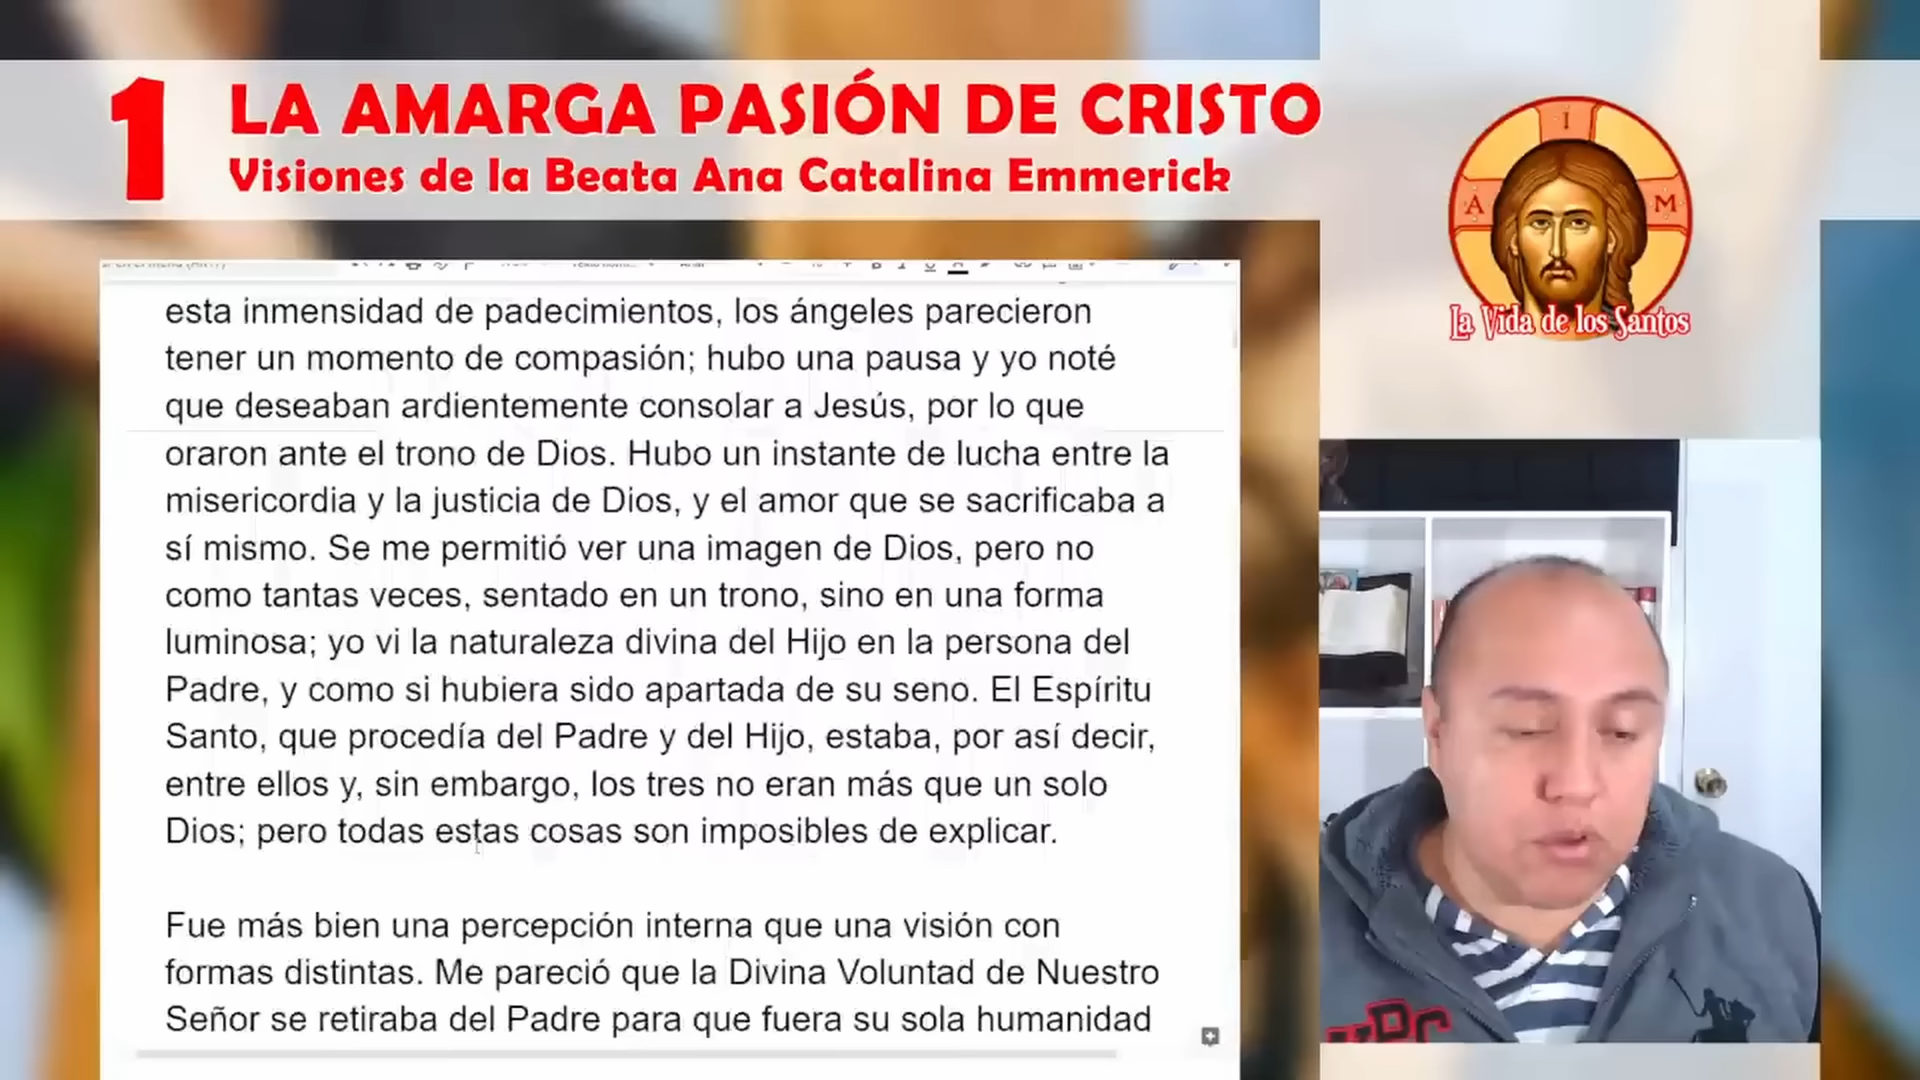 1
LA AMARGA PASIÓN DE CRISTO
Visiones de la Beata Ana Catalina Emmerick
I
A M
La Vida de los Santos
esta inmensidad de padecimientos, los ángeles parecieron
tener un momento de compasión; hubo una pausa y yo noté
que deseaban ardientemente consolar a Jesús, por lo que
oraron ante el trono de Dios. Hubo un instante de lucha entre la
misericordia y la justicia de Dios, y el amor que se sacrificaba a
sí mismo. Se me permitió ver una imagen de Dios, pero no
como tantas veces, sentado en un trono, sino en una forma
luminosa; yo vi la naturaleza divina del Hijo en la persona del
Padre, y como si hubiera sido apartada de su seno. El Espíritu
Santo, que procedía del Padre y del Hijo, estaba, por así decir,
entre ellos y, sin embargo, los tres no eran más que un solo
Dios; pero todas estas cosas son imposibles de explicar.
Fue más bien una percepción interna que una visión con
formas distintas. Me pareció que la Divina Voluntad de Nuestro
Señor se retiraba del Padre para que fuera su sola humanidad